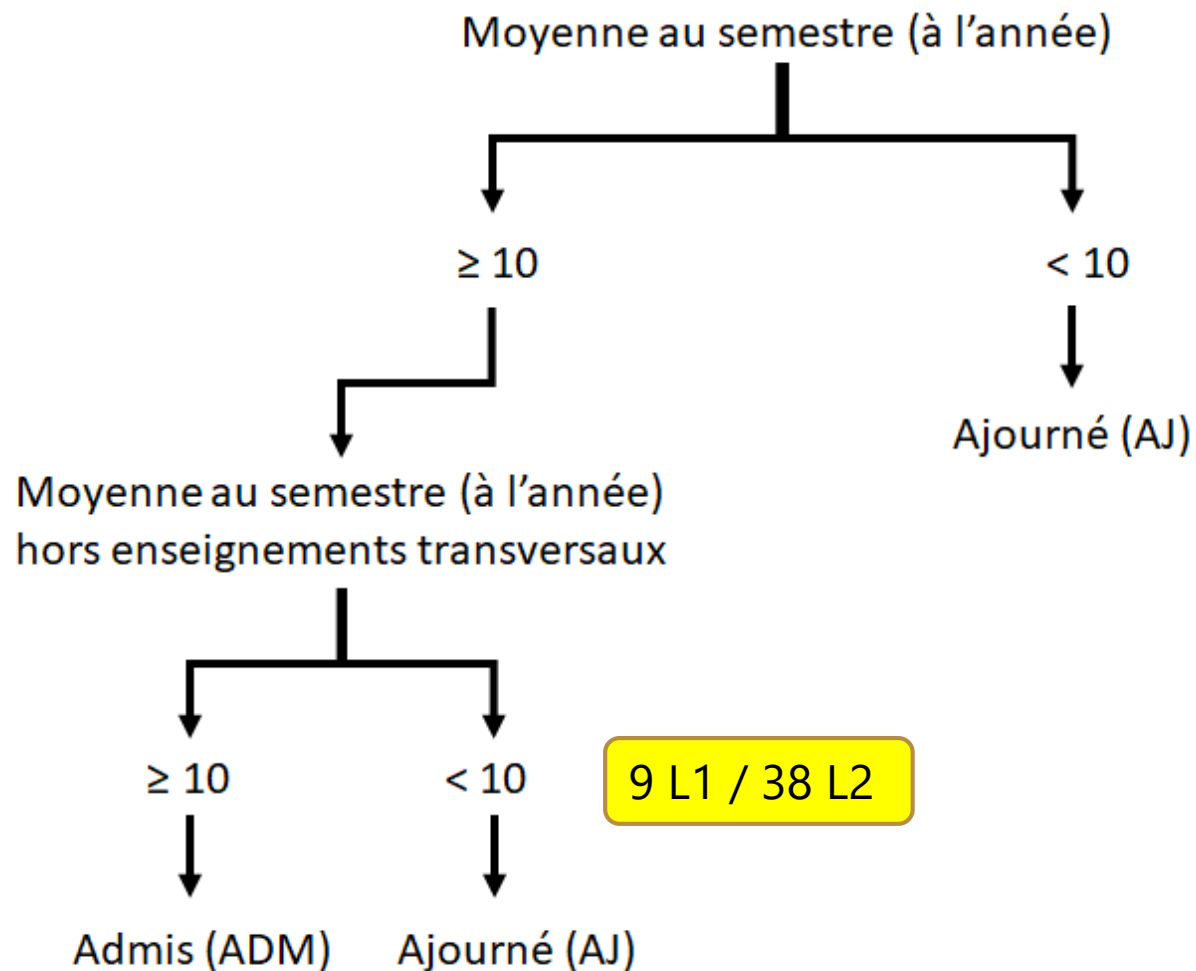 Moyenne au semestre (à l’année)
≥ 10
< 10
Ajourné (AJ)
Moyenne au semestre (à l’année)
hors enseignements transversaux
≥ 10
< 10
9 L1 / 38 L2
Admis (ADM)
Ajourné (AJ)